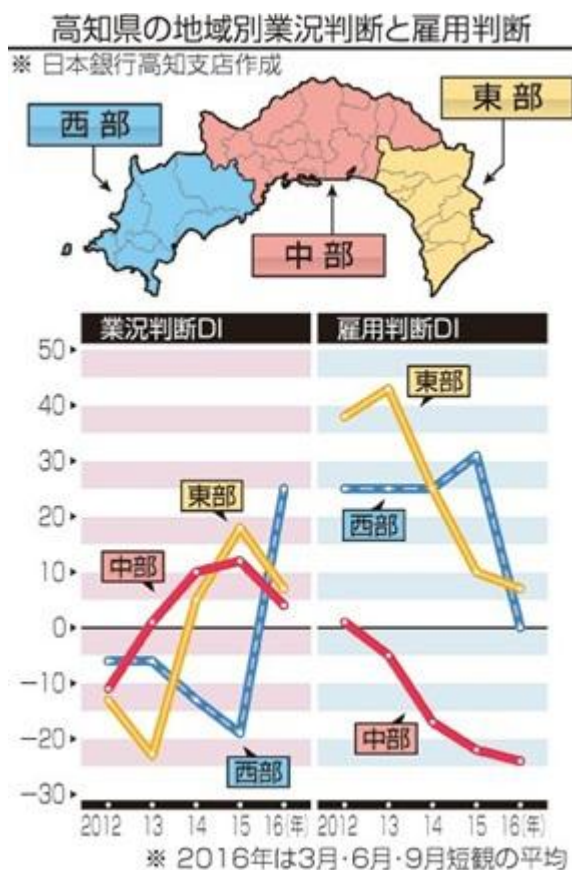 高知県の地域別業況判断と雇用判断
※ 日本銀行高知支店作成
西部
東部
中部
業況判断DI
雇用判断DI
50
40
30
20
10
0
−10
−20
−30
東部
中部
西部
東部
西部
中部
2012 13 14 15 16(年)
2012 13 14 15 16(年)
※ 2016年は3月・6月・9月短観の平均